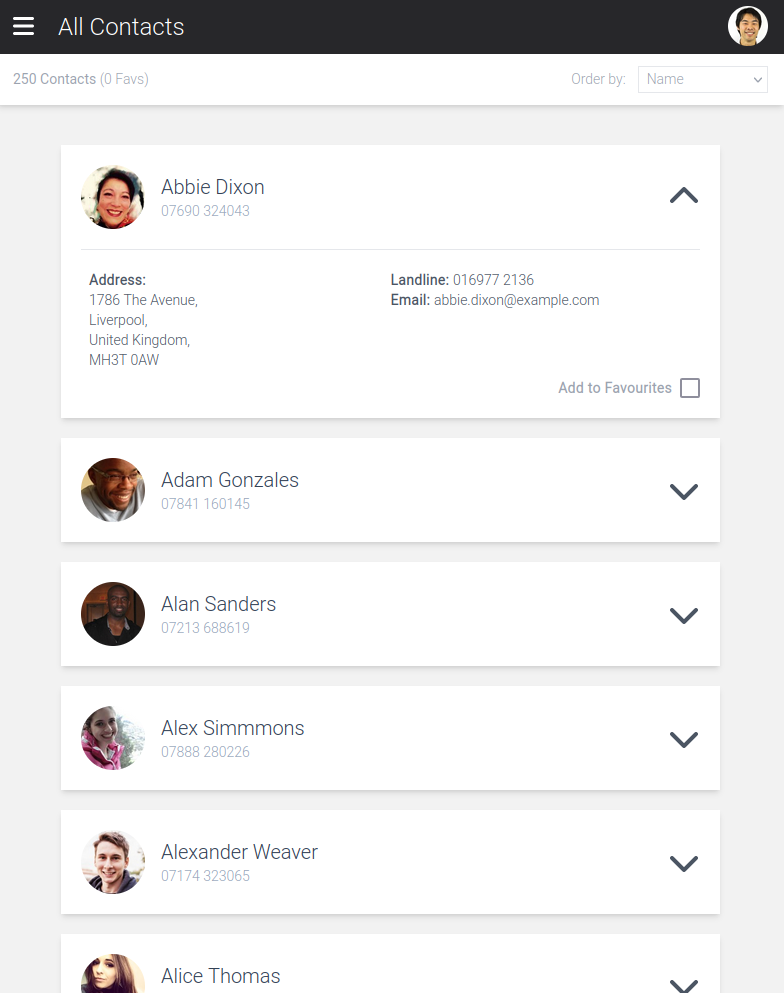 All Contacts
250 Contacts (0 Favs)
Order by: Name
Abbie Dixon
07690 324043
Address:
1786 The Avenue,
Liverpool,
United Kingdom,
MH3T 0AW
Landline: 016977 2136
Email: abbie.dixon@example.com
Add to Favourites
Adam Gonzales
07841 160145
Alan Sanders
07213 688619
Alex Simmmons
07888 280226
Alexander Weaver
07174 323065
Alice Thomas